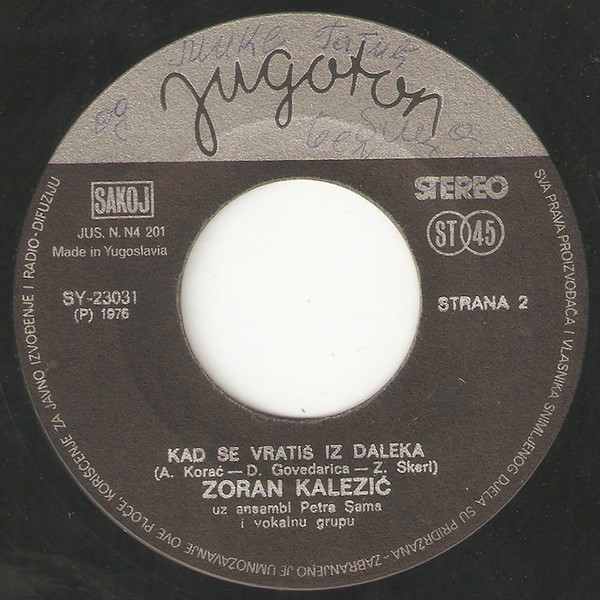 jugoton
SAKOJ
JUS. N. N4 201
Made in Yugoslavia
STEREO
ST 45
SY-23031
(P) 1976
STRANA 2
KAD SE VRATIŠ IZ DALEKA
(A. Korać — D. Govedarica — Z. Skerl)
ZORAN KALEZIĆ
uz ansambl Petra Sama
i vokalnu grupu
SVA PRAVA PROIZVOĐAČA I VLASNIKA SNIMLJENOG DJELA SU PRIDRŽANA - ZABRANJENO JE UMNOŽAVANJE OVE PLOČE, KORIŠĆENJE ZA JAVNO IZVOĐENJE I RADIO-DIFUZIJU